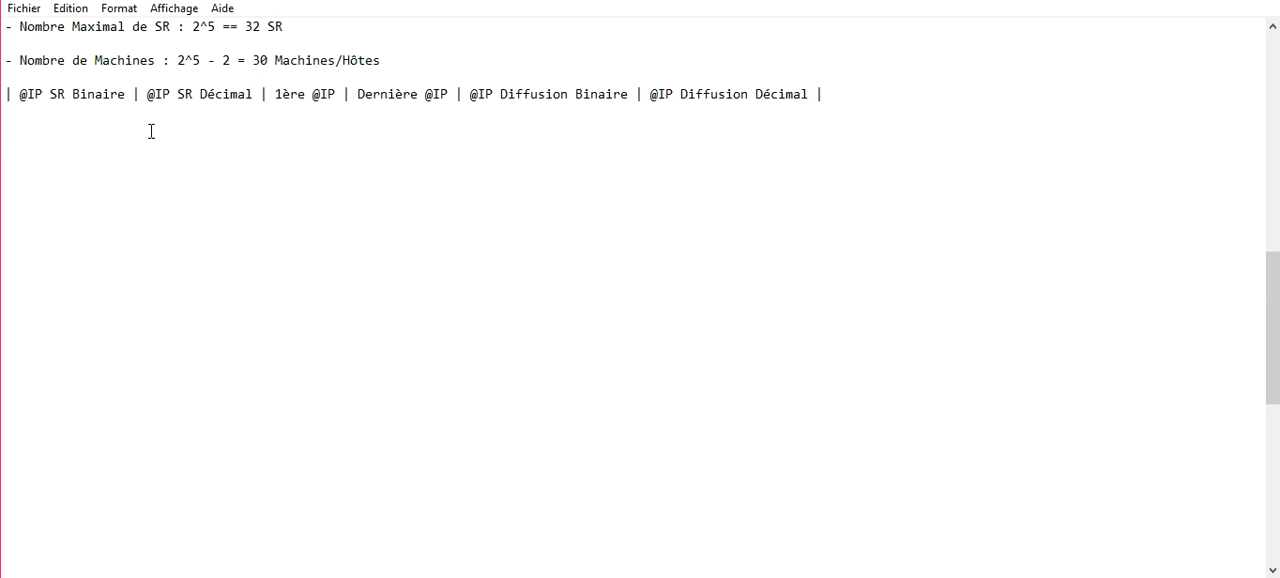 Fichier Edition Format Affichage Aide
- Nombre Maximal de SR : 2^5 == 32 SR
- Nombre de Machines : 2^5 - 2 = 30 Machines/Hôtes
| @IP SR Binaire | @IP SR Décimal | 1ère @IP | Dernière @IP | @IP Diffusion Binaire | @IP Diffusion Décimal |